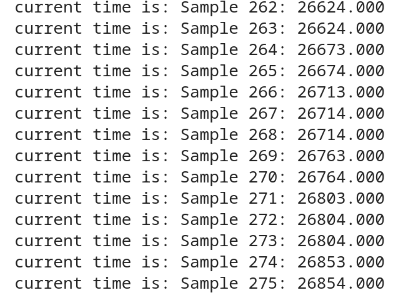 current time is: Sample 262: 26624.000
current time is: Sample 263: 26624.000
current time is: Sample 264: 26673.000
current time is: Sample 265: 26674.000
current time is: Sample 266: 26713.000
current time is: Sample 267: 26714.000
current time is: Sample 268: 26714.000
current time is: Sample 269: 26763.000
current time is: Sample 270: 26764.000
current time is: Sample 271: 26803.000
current time is: Sample 272: 26804.000
current time is: Sample 273: 26804.000
current time is: Sample 274: 26853.000
current time is: Sample 275: 26854.000